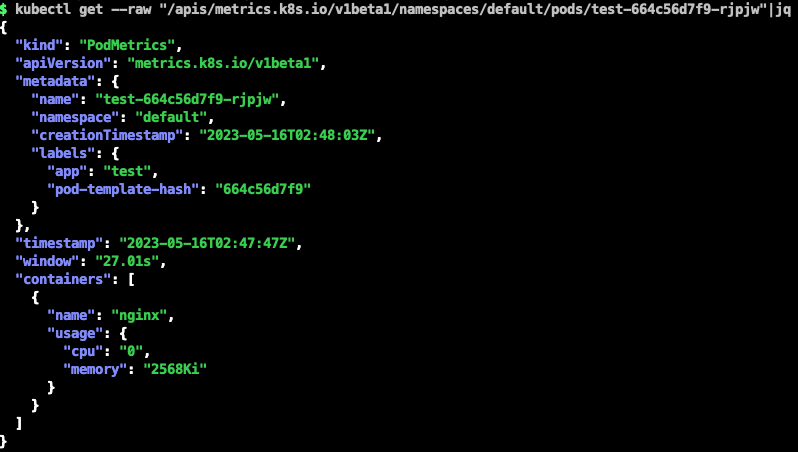 $ kubectl get --raw "/apis/metrics.k8s.io/v1beta1/namespaces/default/pods/test-664c56d7f9-rjpjw"|jq
{
  "kind": "PodMetrics",
  "apiVersion": "metrics.k8s.io/v1beta1",
  "metadata": {
    "name": "test-664c56d7f9-rjpjw",
    "namespace": "default",
    "creationTimestamp": "2023-05-16T02:48:03Z",
    "labels": {
      "app": "test",
      "pod-template-hash": "664c56d7f9"
    }
  },
  "timestamp": "2023-05-16T02:47:47Z",
  "window": "27.01s",
  "containers": [
    {
      "name": "nginx",
      "usage": {
        "cpu": "0",
        "memory": "2568Ki"
      }
    }
  ]
}